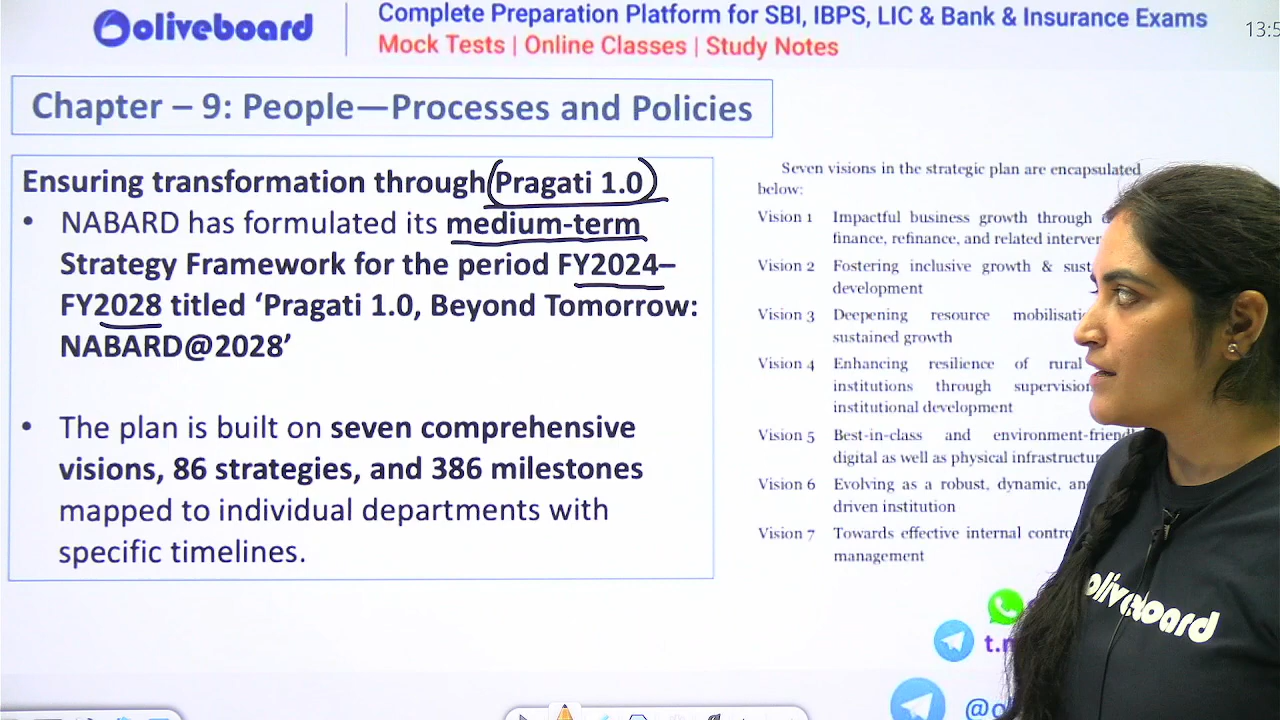 oliveboard
Complete Preparation Platform for SBI, IBPS, LIC & Bank & Insurance Exams
Mock Tests | Online Classes | Study Notes
13:5
Chapter – 9: People—Processes and Policies
Ensuring transformation through (Pragati 1.0)
• NABARD has formulated its medium-term
Strategy Framework for the period FY2024–
FY2028 titled ‘Pragati 1.0, Beyond Tomorrow:
NABARD@2028’
• The plan is built on seven comprehensive
visions, 86 strategies, and 386 milestones
mapped to individual departments with
specific timelines.
Seven visions in the strategic plan are encapsulated
below:
Vision 1 Impactful business growth through
finance, refinance, and related interver
Vision 2 Fostering inclusive growth & sust
development
Vision 3 Deepening resource mobilisati
sustained growth
Vision 4 Enhancing resilience of rural
institutions through supervision
institutional development
Vision 5 Best-in-class and environment-friend
digital as well as physical infrastructur
Vision 6 Evolving as a robust, dynamic, an
driven institution
Vision 7 Towards effective internal contro
management
oliveboard
t.
@ol